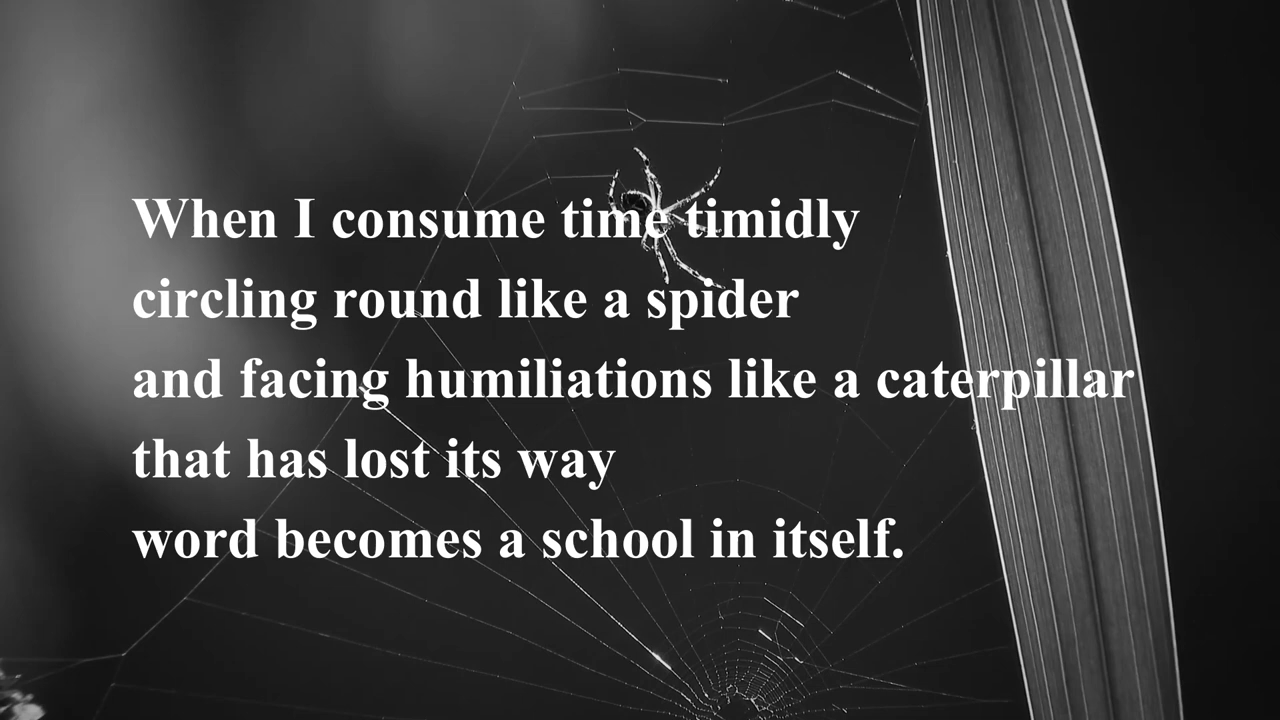 When I consume time timidly
circling round like a spider
and facing humiliations like a caterpillar
that has lost its way
word becomes a school in itself.